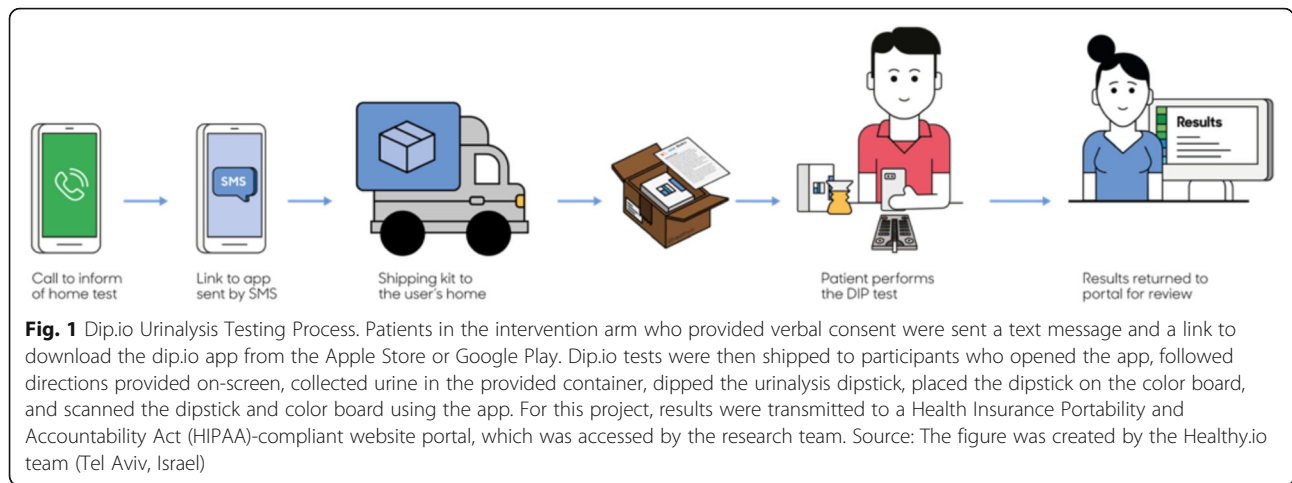 SMS
Results
Call to inform
of home test
Link to app
sent by SMS
Shipping kit to
the user's home
Patient performs
the DIP test
Results returned to
portal for review
Fig. 1 Dip.io Urinalysis Testing Process. Patients in the intervention arm who provided verbal consent were sent a text message and a link to
download the dip.io app from the Apple Store or Google Play. Dip.io tests were then shipped to participants who opened the app, followed
directions provided on-screen, collected urine in the provided container, dipped the urinalysis dipstick, placed the dipstick on the color board,
and scanned the dipstick and color board using the app. For this project, results were transmitted to a Health Insurance Portability and
Accountability Act (HIPAA)-compliant website portal, which was accessed by the research team. Source: The figure was created by the Healthy.io
team (Tel Aviv, Israel)